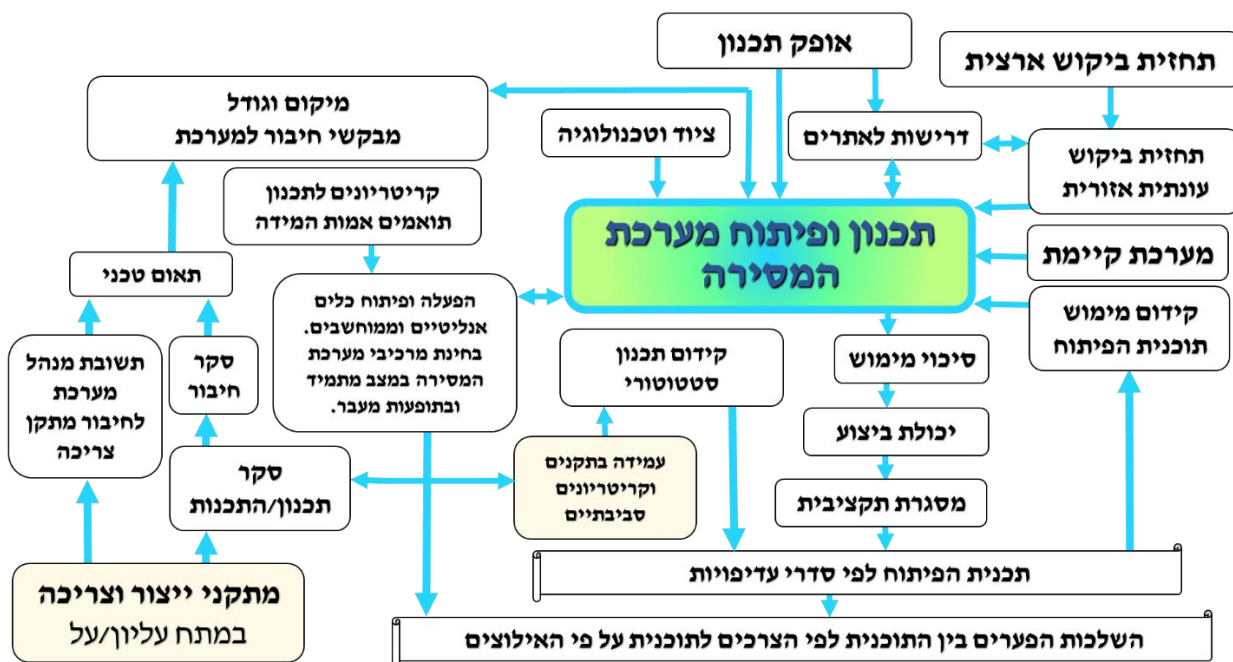 אופק תכנון
תחזית ביקוש ארצית
מיקום וגודל
מבקשי חיבור למערכת
ציוד וטכנולוגיה
דרישות לאתרים
תחזית ביקוש
עונתית אזורית
קריטריונים לתכנון
תואמים אמות המידה
תכנון ופיתוח מערכת
המסירה
מערכת קיימת
תאום טכני
הפעלה ופיתוח כלים
אנליטיים וממוחשבים.
בחינת מרכיבי מערכת
המסירה במצב מתמיד
ובתופעות מעבר.
קידום מימוש
תוכנית הפיתוח
קידום תכנון
סטטוטורי
סיכוי מימוש
תשובת מנהל
מערכת
לחיבור מתקן
צריכה
סקר
חיבור
יכולת ביצוע
סקר
תכנון/התכנות
עמידה בתקנים
וקריטריונים
סביבתיים
מסגרת תקציבית
מתקני ייצור וצריכה
במתח עליון/על
תכנית הפיתוח לפי סדרי עדיפויות
השלכות הפערים בין התוכנית לפי הצרכים לתוכנית על פי האילוצים